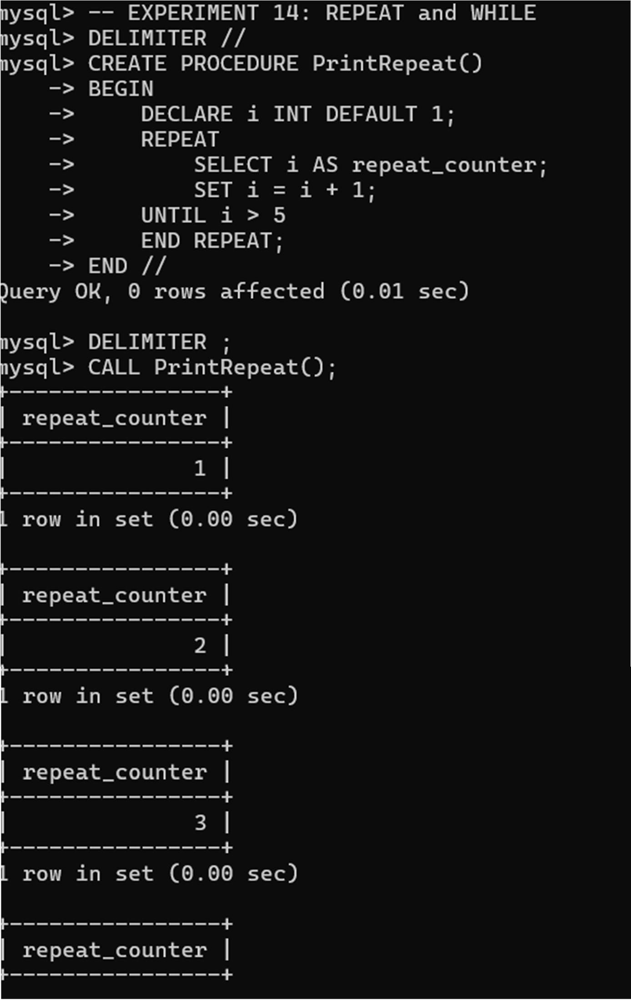 mysql> -- EXPERIMENT 14: REPEAT and WHILE
mysql> DELIMITER //
mysql> CREATE PROCEDURE PrintRepeat()
    -> BEGIN
    ->     DECLARE i INT DEFAULT 1;
    ->     REPEAT
    ->         SELECT i AS repeat_counter;
    ->         SET i = i + 1;
    ->     UNTIL i > 5
    ->     END REPEAT;
    -> END //
Query OK, 0 rows affected (0.01 sec)

mysql> DELIMITER ;
mysql> CALL PrintRepeat();
+----------------+
| repeat_counter |
+----------------+
|              1 |
+----------------+
1 row in set (0.00 sec)

+----------------+
| repeat_counter |
+----------------+
|              2 |
+----------------+
1 row in set (0.00 sec)

+----------------+
| repeat_counter |
+----------------+
|              3 |
+----------------+
1 row in set (0.00 sec)

+----------------+
| repeat_counter |
+----------------+